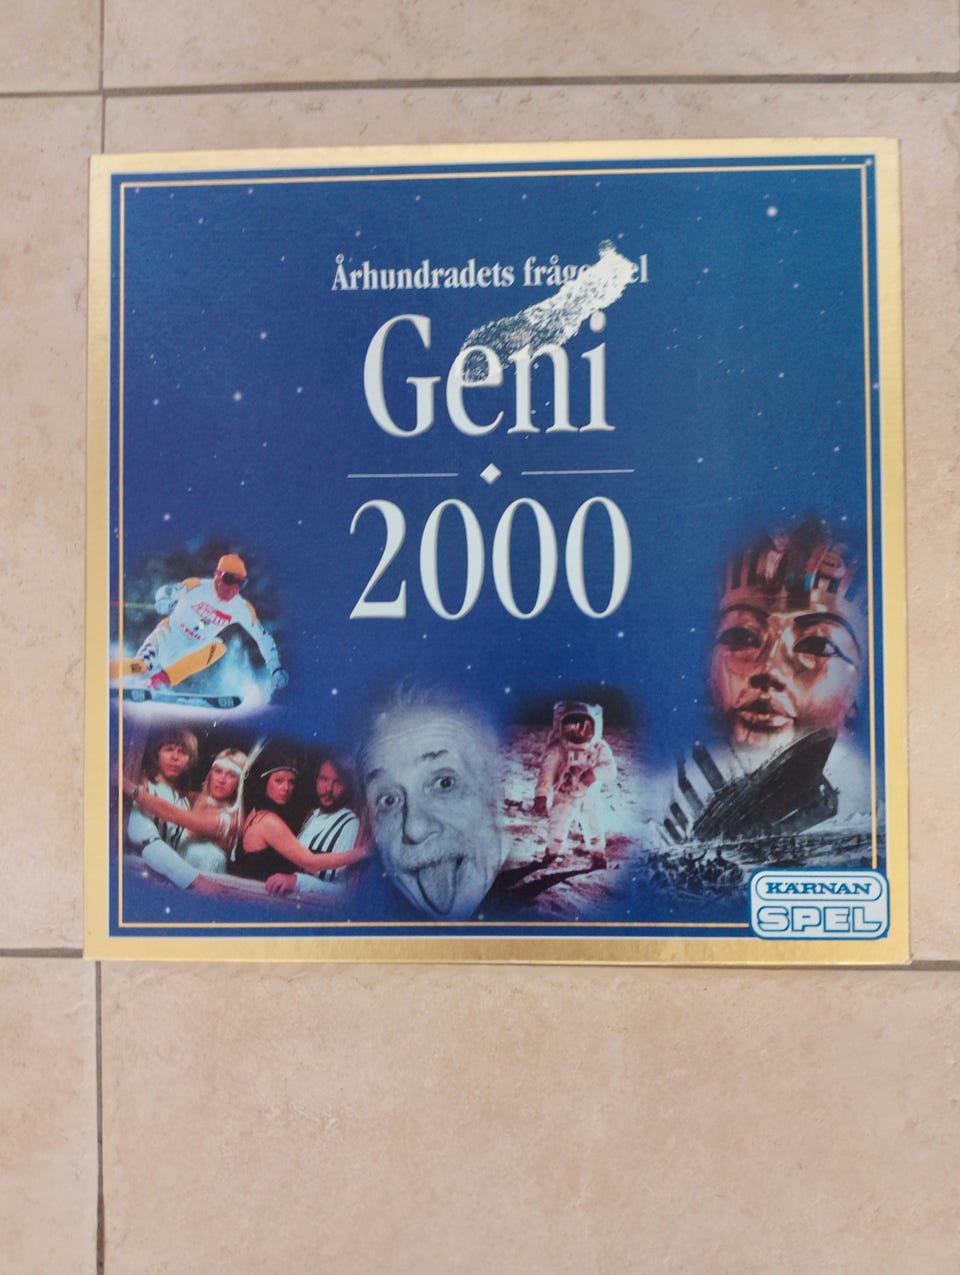 Århundradets
Geni
2000
KÄRNAN
SPEL